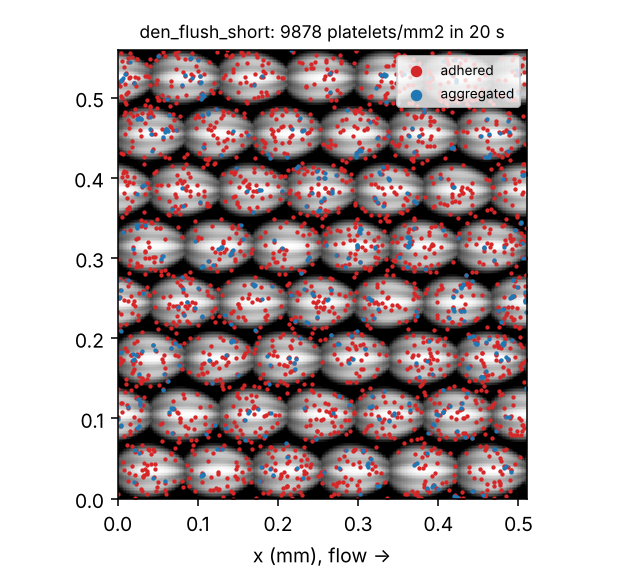 den_flush_short: 9878 platelets/mm2 in 20 s
adhered
aggregated
0.5
0.4
0.3
0.2
0.1
0.0
0.0 0.1 0.2 0.3 0.4 0.5
x (mm), flow →